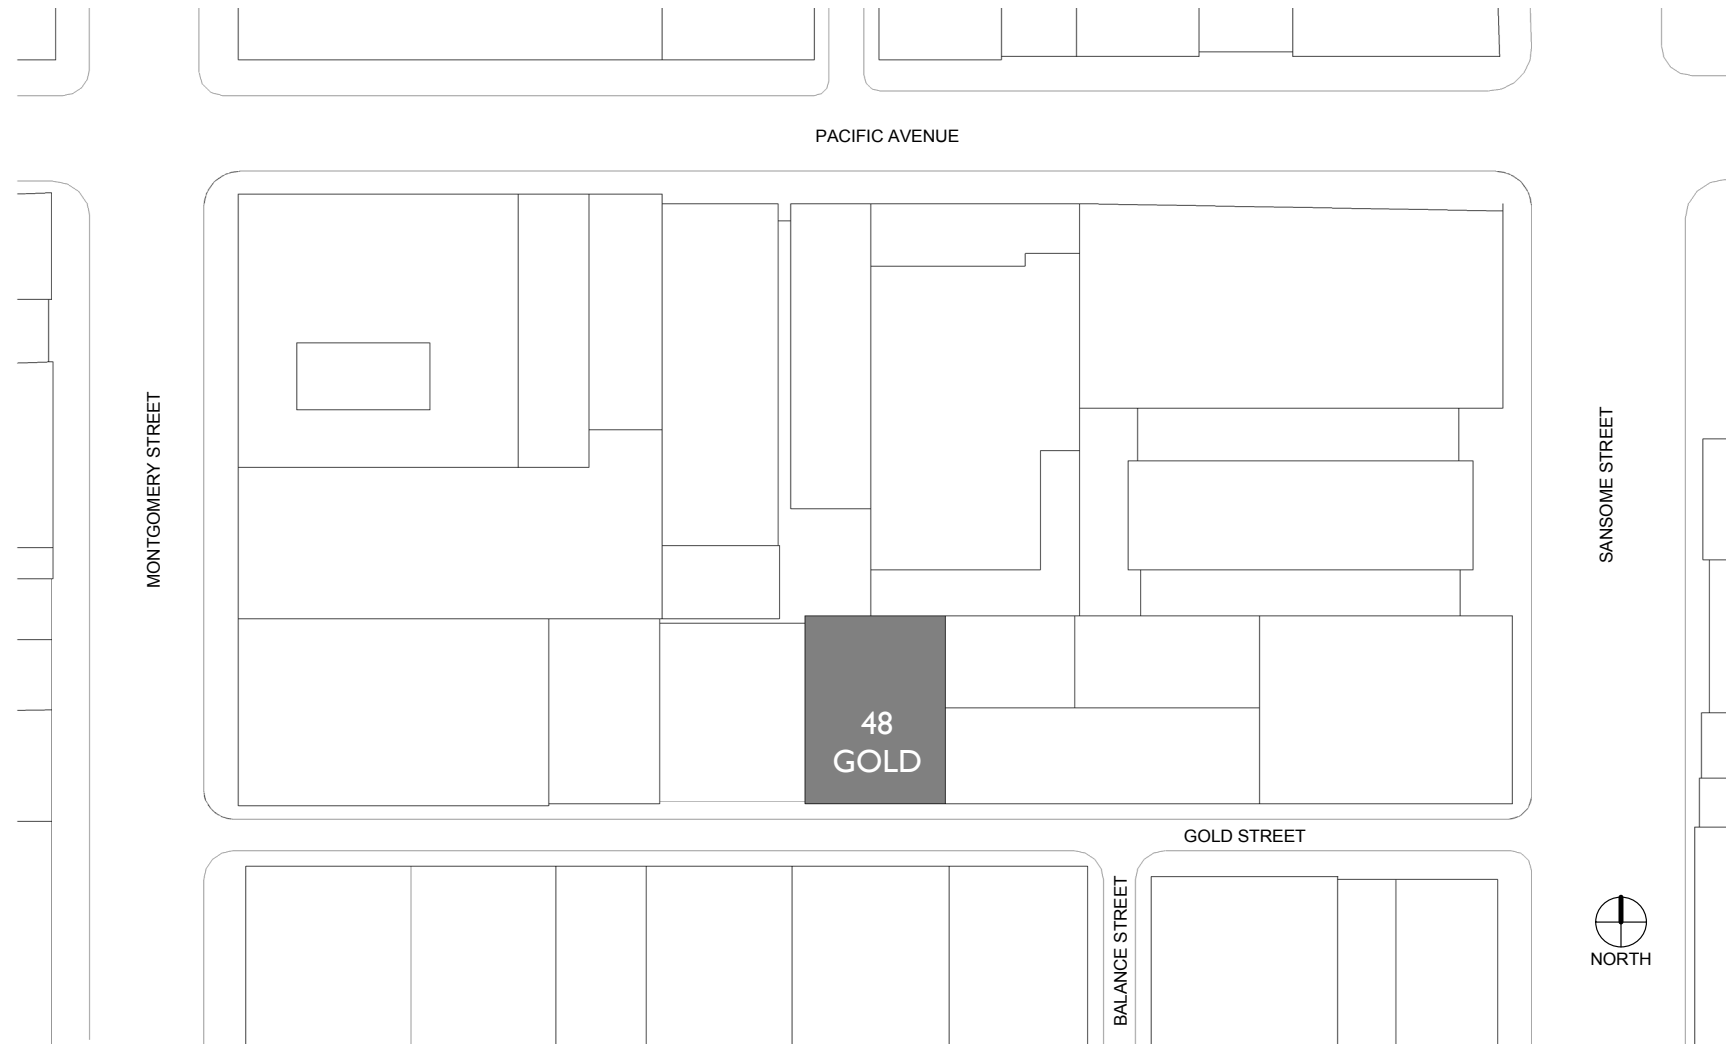 PACIFIC AVENUE
MONTGOMERY STREET
SANSOME STREET
48
GOLD
GOLD STREET
BALANCE STREET
NORTH